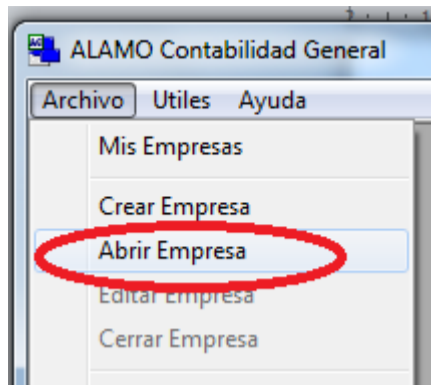 ALAMO Contabilidad General
Archivo Utiles Ayuda
Mis Empresas
Crear Empresa
Abrir Empresa
Editar Empresa
Cerrar Empresa